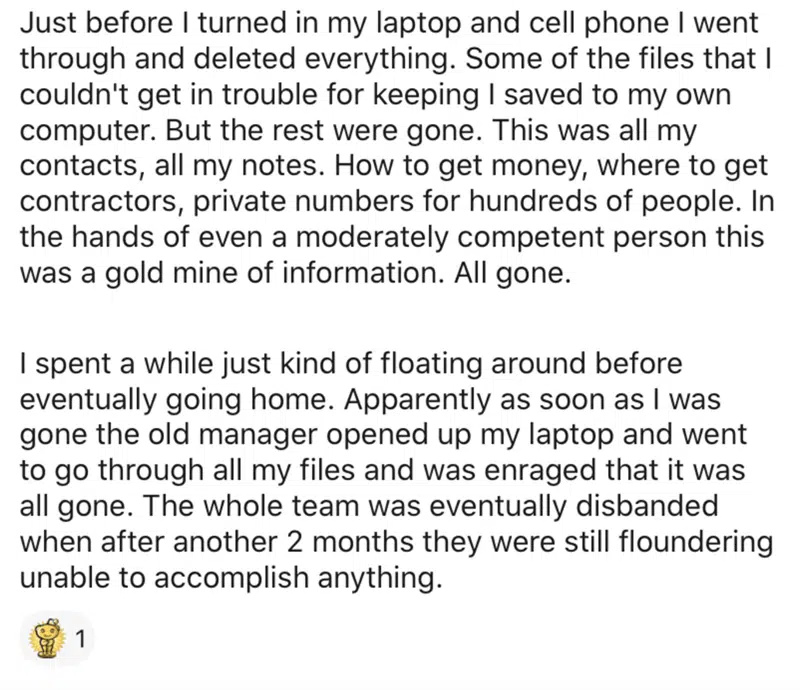 Just before I turned in my laptop and cell phone I went
through and deleted everything. Some of the files that I
couldn't get in trouble for keeping I saved to my own
computer. But the rest were gone. This was all my
contacts, all my notes. How to get money, where to get
contractors, private numbers for hundreds of people. In
the hands of even a moderately competent person this
was a gold mine of information. All gone.
I spent a while just kind of floating around before
eventually going home. Apparently as soon as I was
gone the old manager opened up my laptop and went
to go through all my files and was enraged that it was
all gone. The whole team was eventually disbanded
when after another 2 months they were still floundering
unable to accomplish anything.
1